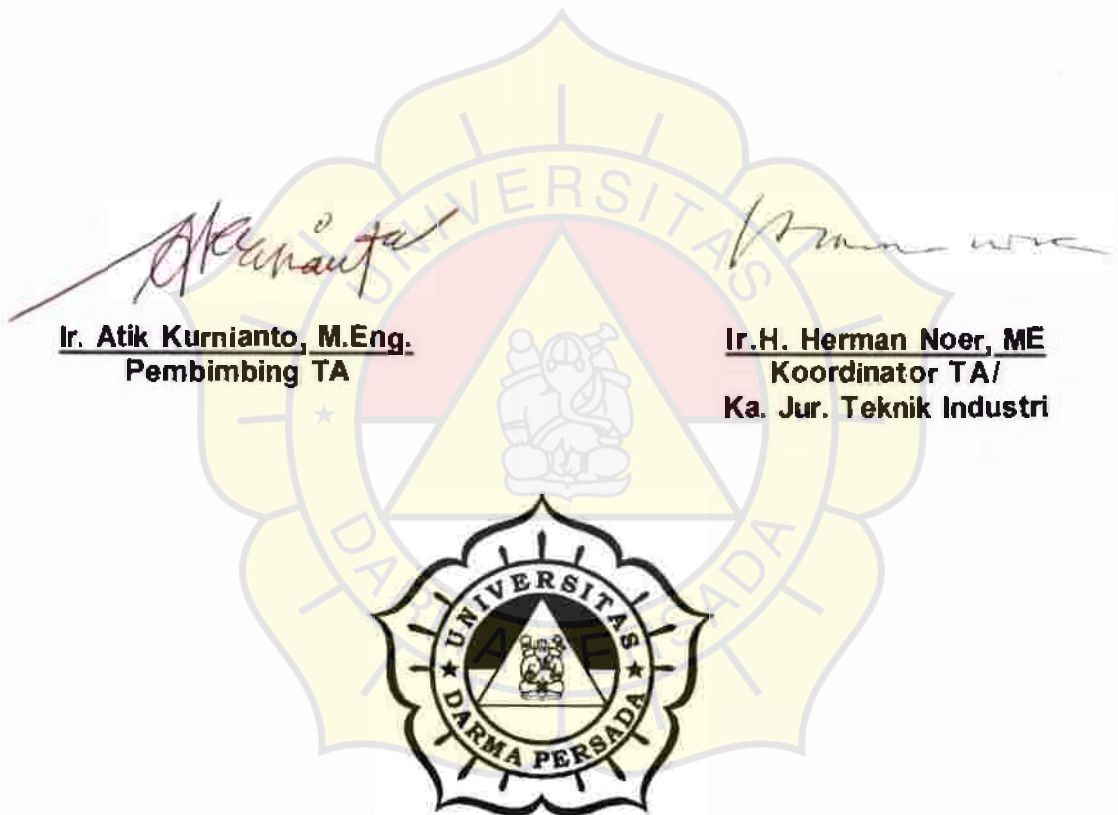 UNIVERSITAS
DARMA PERSADA
Ir. Atik Kurnianto, M.Eng.
Pembimbing TA
Ir.H. Herman Noer, ME
Koordinator TA/
Ka. Jur. Teknik Industri
UNIVERSITAS
DARMA PERSADA